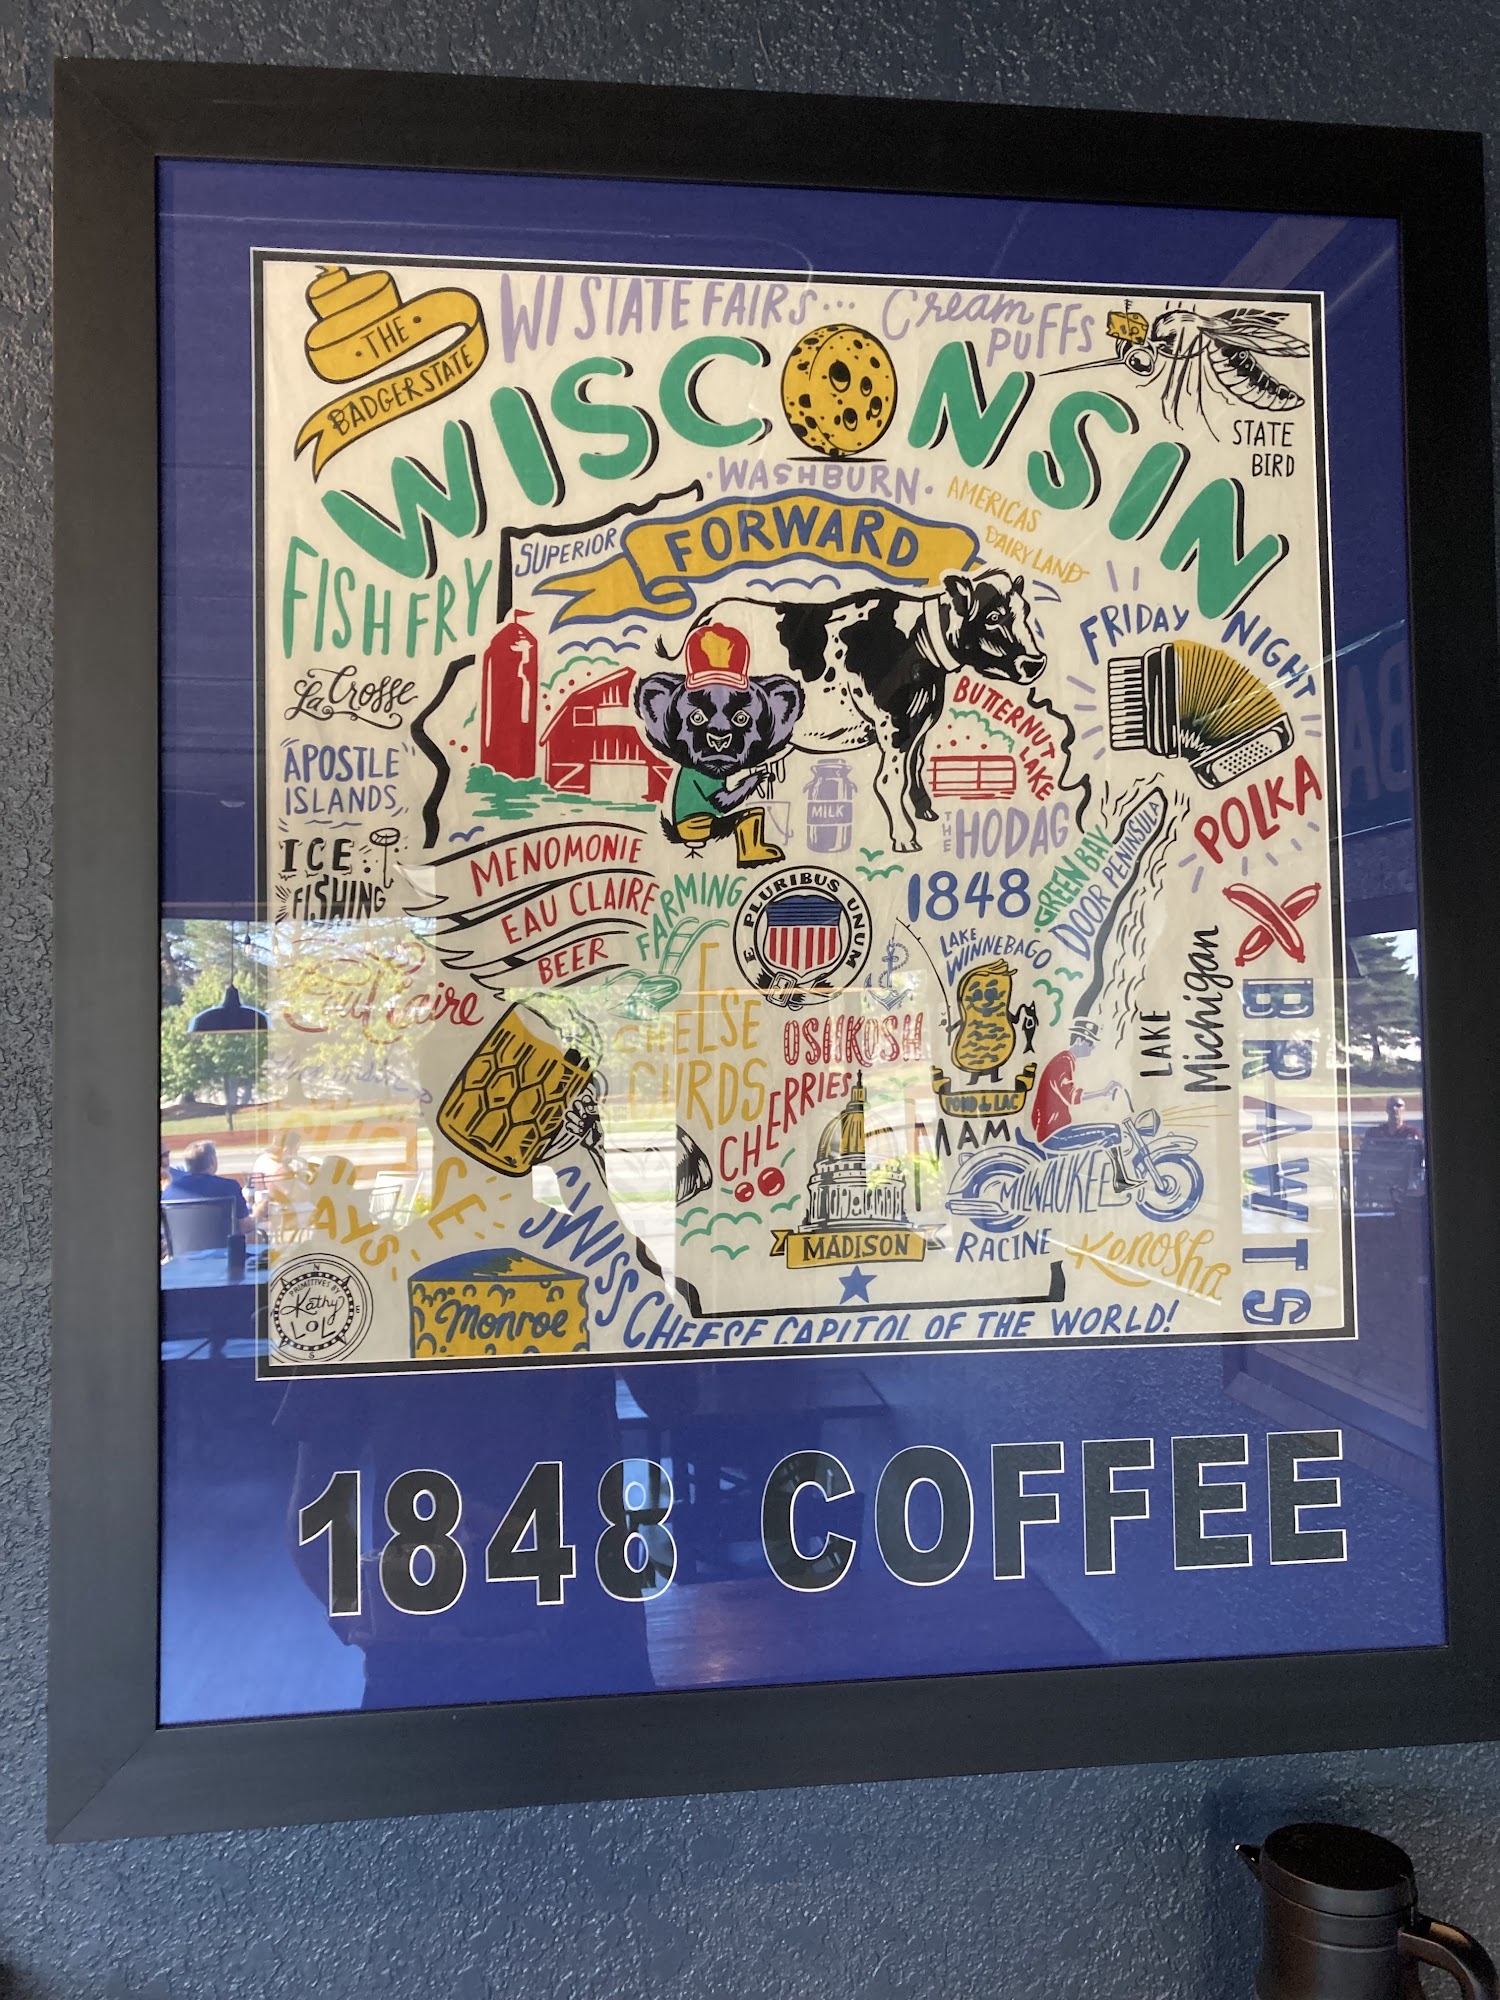 THE
BADGER STATE
WI STATE FAIRS... Cream
PUFFS
WISCONSIN
STATE
BIRD
WASHBURN
AMERICAS
DAIRYLAND
SUPERIOR
FORWARD
FISH FRY
FRIDAY
NIGHT
La Crosse
BUTTERNUT
LAKE
"APOSTLE"
ISLANDS
POLKA
MILK
THE HODAG
ICE
FISHING
MENOMONIE
EAU CLAIRE
BEER
FARMING
E PLURIBUS UNUM
1848
GREEN BAY
DOOR PENINSULA
LAKE
WINNEBAGO
CHEESE
CURDS
OSHKOSH
CHERRIES
FOND du LAC
LAKE
Michigan
BRAWTS
MADISON
MILWAUKEE
RACINE
Kenosha
PRIMITIVES BY
Kathy
LOL
Monroe
SWISS CHEESE CAPITOL OF THE WORLD!
1848 COFFEE